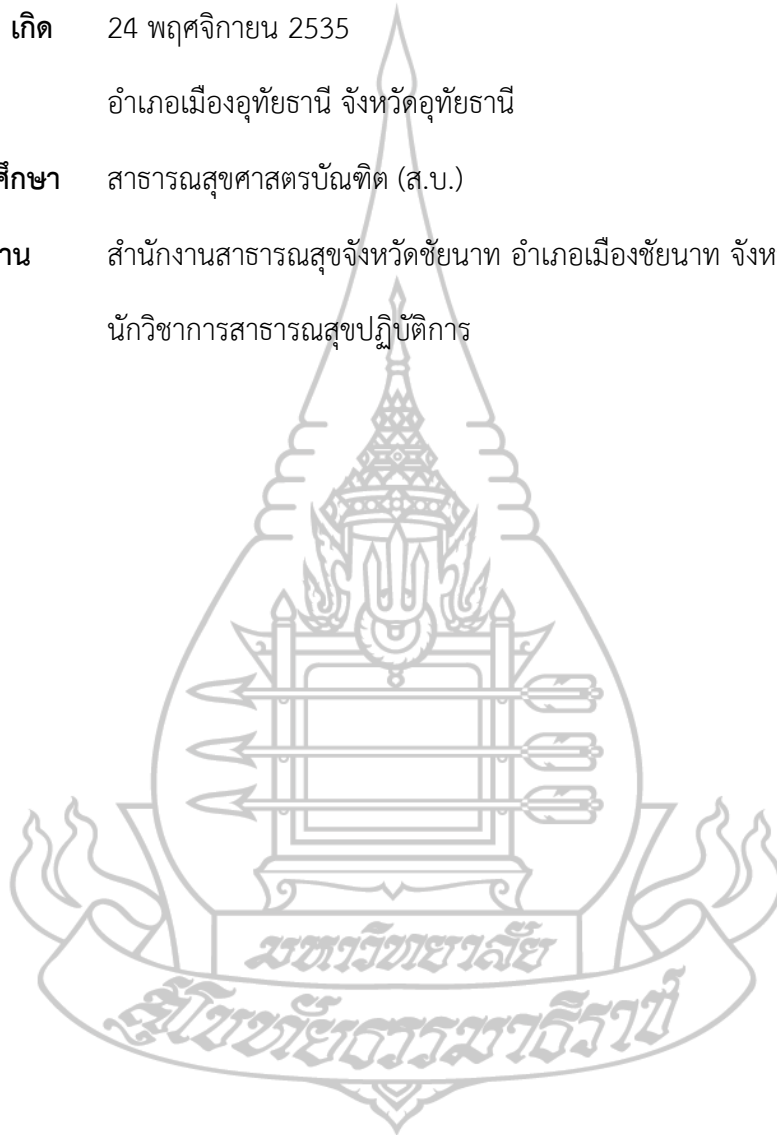 เกิด 24 พฤศจิกายน 2535
อำเภอเมืองอุทัยธานี จังหวัดอุทัยธานี
ศึกษา สาธารณสุขศาสตรบัณฑิต (ส.บ.)
าน สำนักงานสาธารณสุขจังหวัดชัยนาท อำเภอเมืองชัยนาท จังห
นักวิชาการสาธารณสุขปฏิบัติการ
มหาวิทยาลัย
สุโขทัยธรรมาธิราช